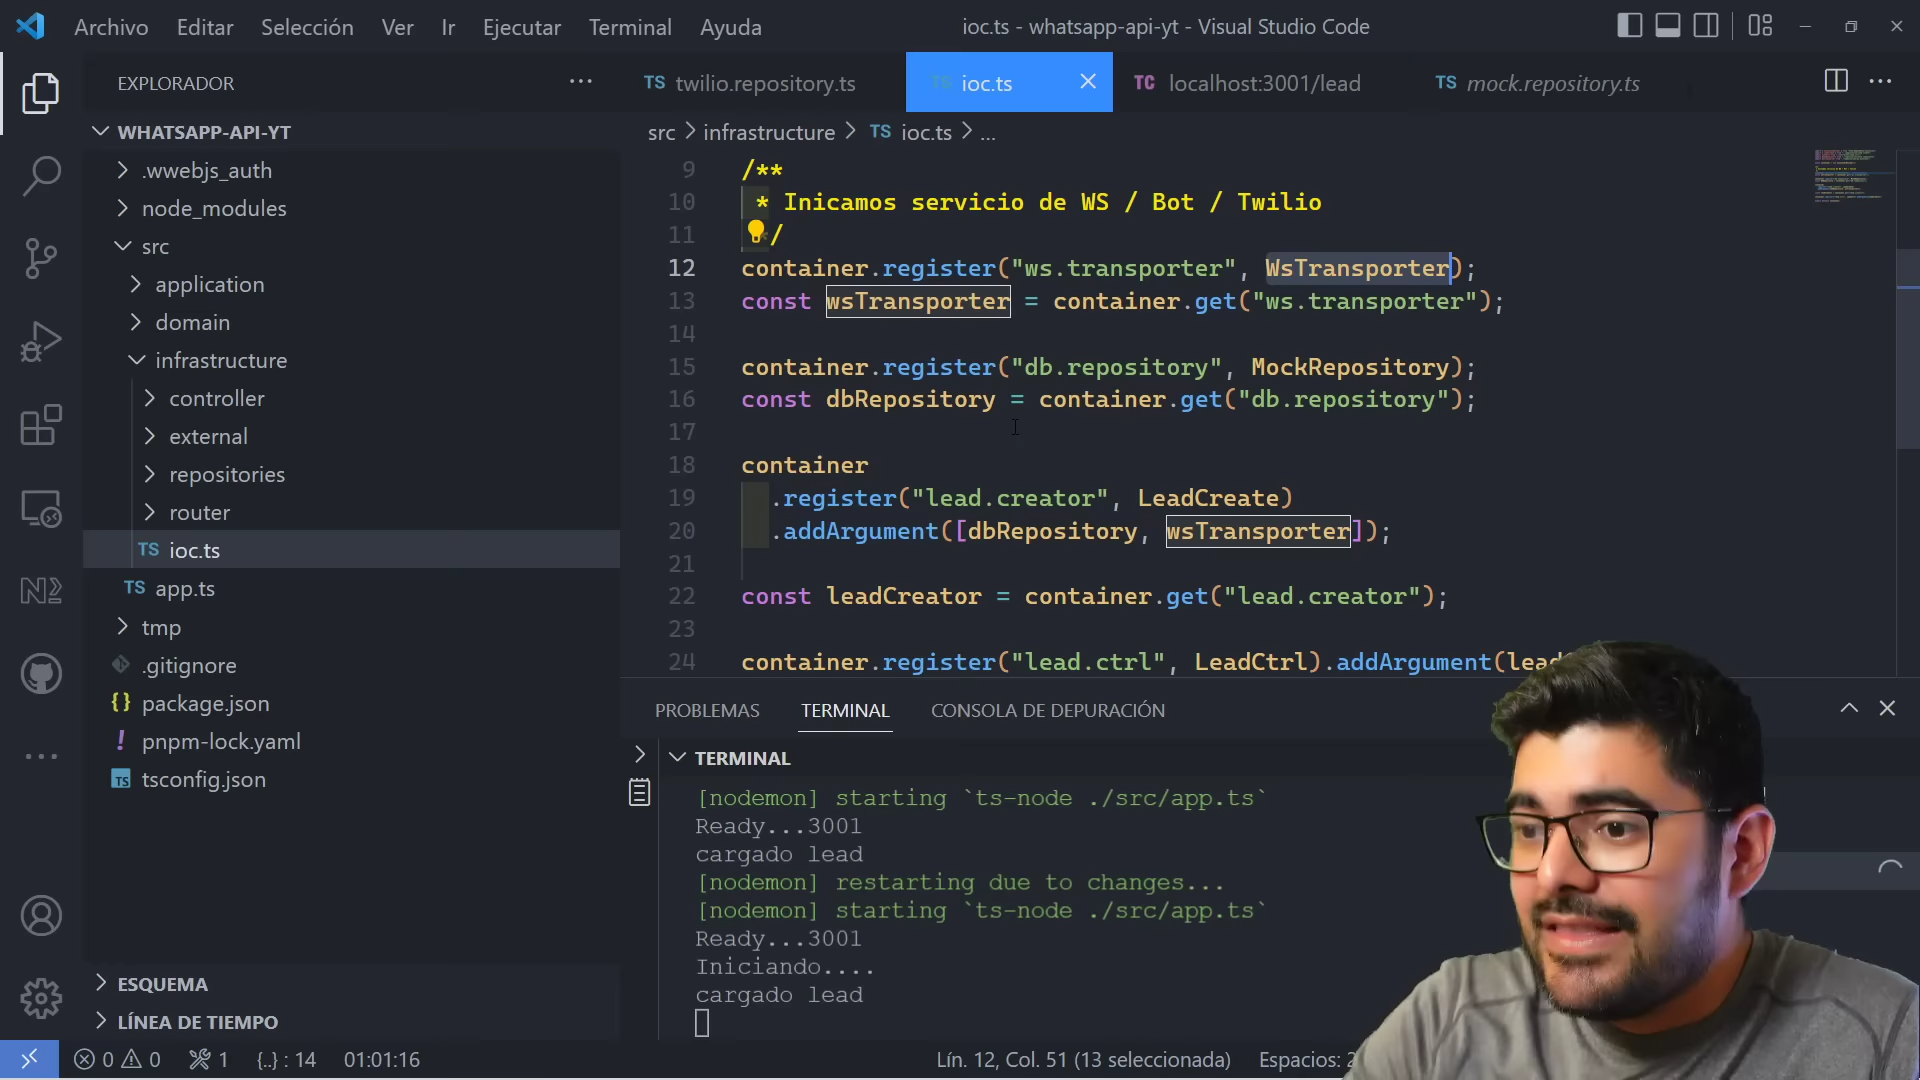 Archivo Editar Selección Ver Ir Ejecutar Terminal Ayuda
ioc.ts - whatsapp-api-yt - Visual Studio Code
EXPLORADOR
WHATSAPP-API-YT
.wwebjs_auth
node_modules
src
application
domain
infrastructure
controller
external
repositories
router
TS ioc.ts
TS app.ts
tmp
.gitignore
{} package.json
! pnpm-lock.yaml
TS tsconfig.json
ESQUEMA
LÍNEA DE TIEMPO
TS twilio.repository.ts
TS ioc.ts
TC localhost:3001/lead
TS mock.repository.ts
src > infrastructure > TS ioc.ts > ...
9 /**
10 * Inicamos servicio de WS / Bot / Twilio
11 */
12 container.register("ws.transporter", WsTransporter);
13 const wsTransporter = container.get("ws.transporter");
14
15 container.register("db.repository", MockRepository);
16 const dbRepository = container.get("db.repository");
17
18 container
19 .register("lead.creator", LeadCreate)
20 .addArgument([dbRepository, wsTransporter]);
21
22 const leadCreator = container.get("lead.creator");
23
24 container.register("lead.ctrl", LeadCtrl).addArgument(lead
PROBLEMAS TERMINAL CONSOLA DE DEPURACIÓN
TERMINAL
[nodemon] starting `ts-node ./src/app.ts`
Ready...3001
cargado lead
[nodemon] restarting due to changes...
[nodemon] starting `ts-node ./src/app.ts`
Ready...3001
Iniciando....
cargado lead
0 0 1 {..} : 14 01:01:16
Lín. 12, Col. 51 (13 seleccionada) Espacios: 2